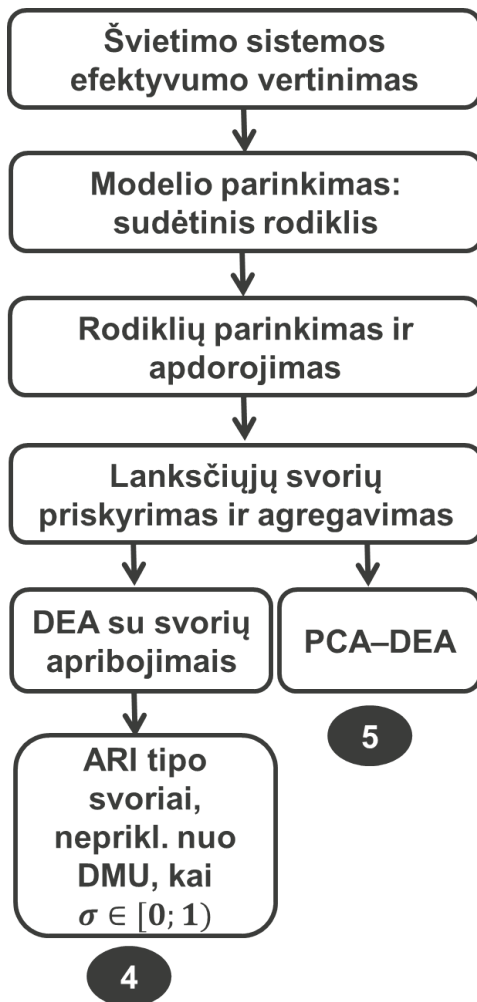 Švietimo sistemos
efektyvumo vertinimas
Modelio parinkimas:
sudėtinis rodiklis
Rodiklių parinkimas ir
apdorojimas
Lanksčiųjų svorių
priskyrimas ir agregavimas
DEA su svorių
apribojimais
PCA–DEA
5
ARI tipo
svoriai,
neprikl. nuo
DMU, kai
σ ∈ [0; 1)
4